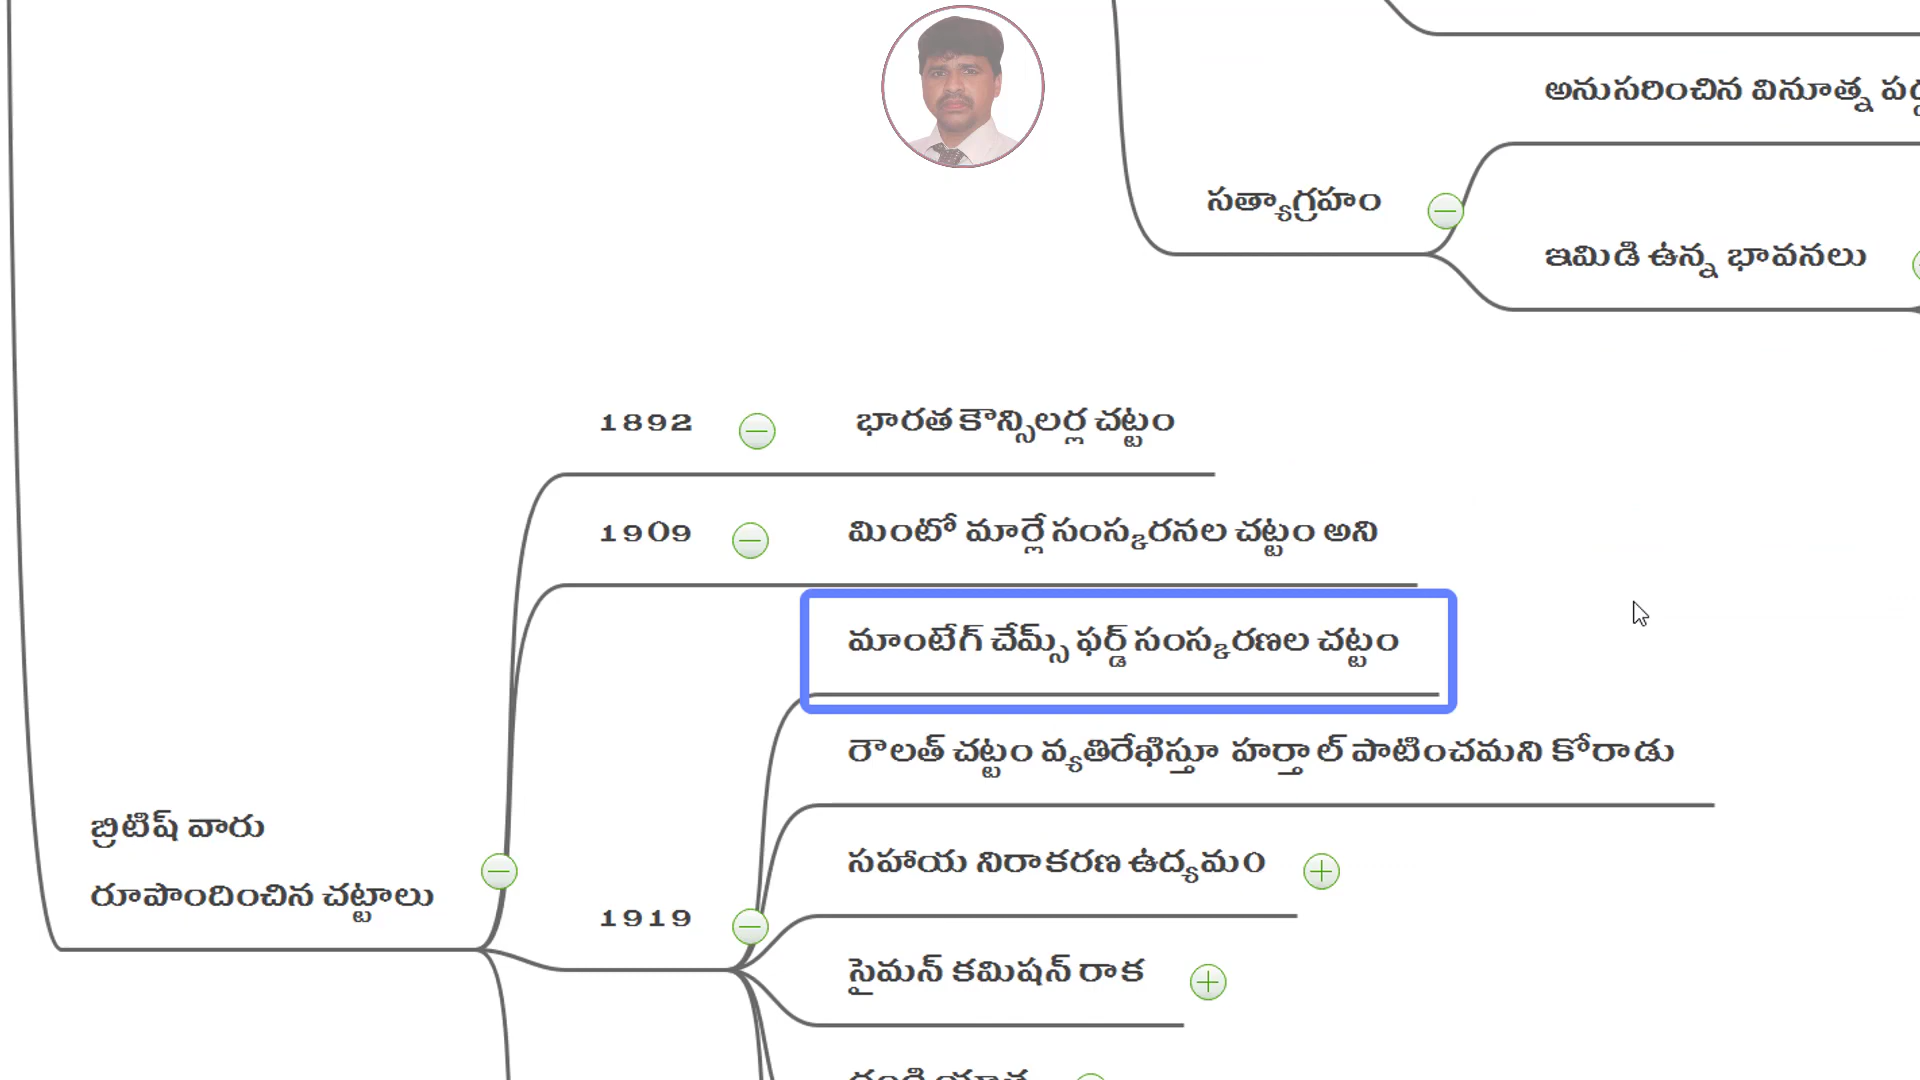 అనుసరించిన వినూత్న
సత్యాగ్రహం
ఇమిడి ఉన్న భావనలు
1892 భారత కౌన్సిలర్ల చట్టం
1909 మింటో మార్లే సంస్కరనల చట్టం అని
మాంటేగ్ చేమ్స్ ఫర్డ్ సంస్కరణల చట్టం
రౌలత్ చట్టం వ్యతిరేఖిస్తూ హర్తాల్ పాటించమని కోరాడు
బ్రిటిష్ వారు
రూపొందించిన చట్టాలు
సహాయ నిరాకరణ ఉద్యమం
1919
సైమన్ కమిషన్ రాక